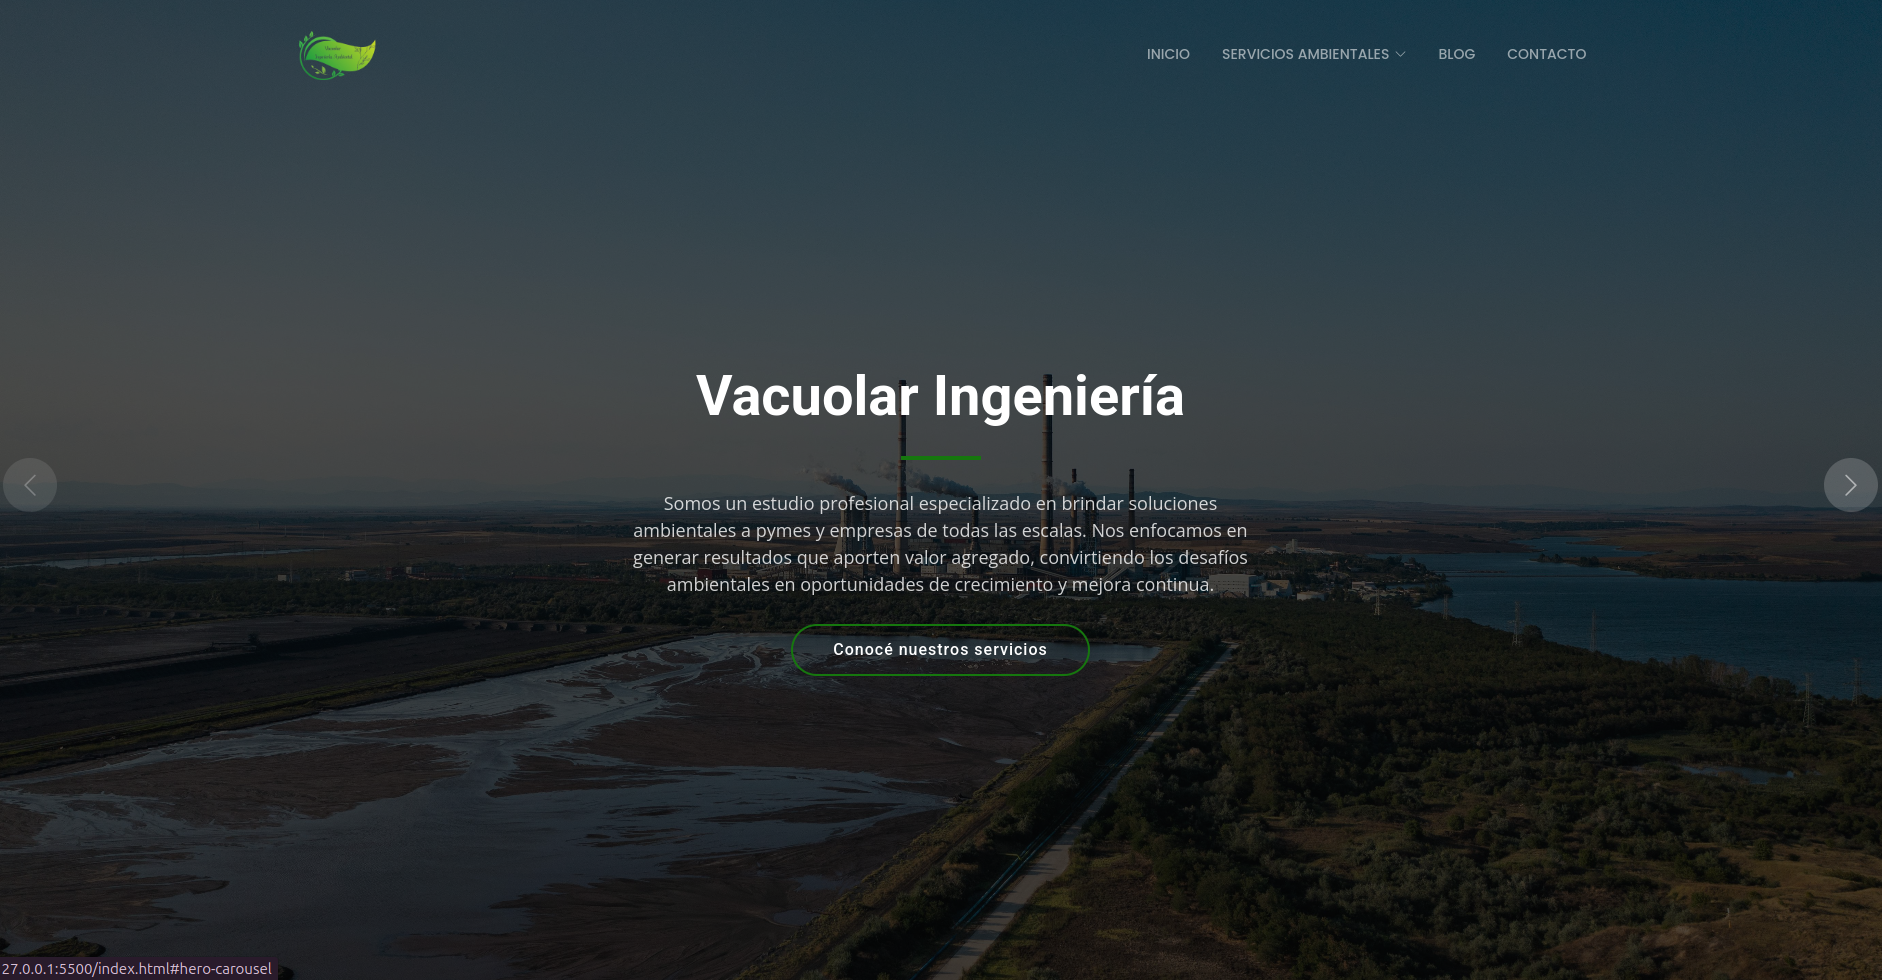 INICIO
SERVICIOS AMBIENTALES
BLOG
CONTACTO
Vacuolar Ingeniería
Somos un estudio profesional especializado en brindar soluciones
ambientales a pymes y empresas de todas las escalas. Nos enfocamos en
generar resultados que aporten valor agregado, convirtiendo los desafíos
ambientales en oportunidades de crecimiento y mejora continua.
Conocé nuestros servicios
27.0.0.1:5500/index.html#hero-carousel